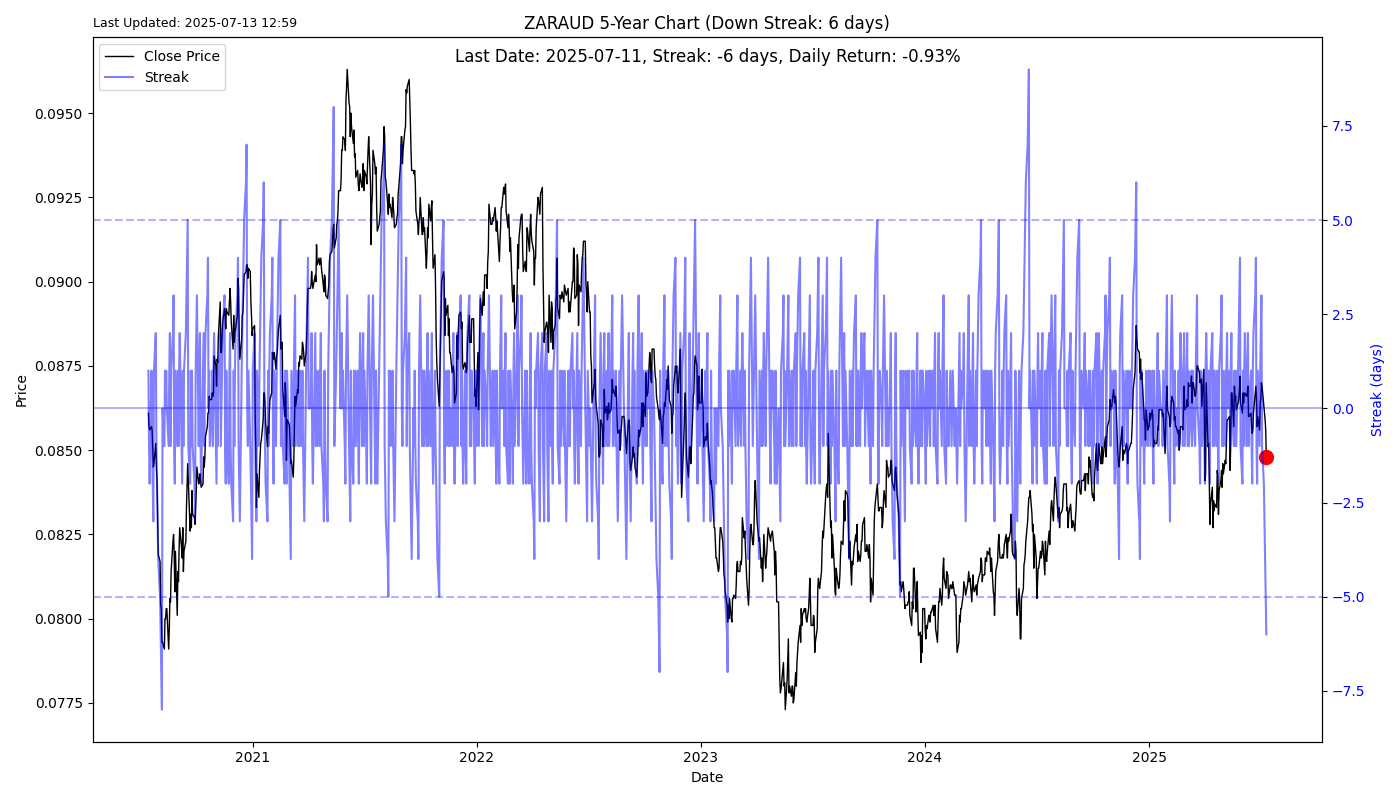 Last Updated: 2025-07-13 12:59
ZARAUD 5-Year Chart (Down Streak: 6 days)
Last Date: 2025-07-11, Streak: -6 days, Daily Return: -0.93%
Close Price
Streak
0.0950
0.0925
0.0900
0.0875
0.0850
0.0825
0.0800
0.0775
Price
7.5
5.0
2.5
0.0
−2.5
−5.0
−7.5
Streak (days)
2021
2022
2023
2024
2025
Date